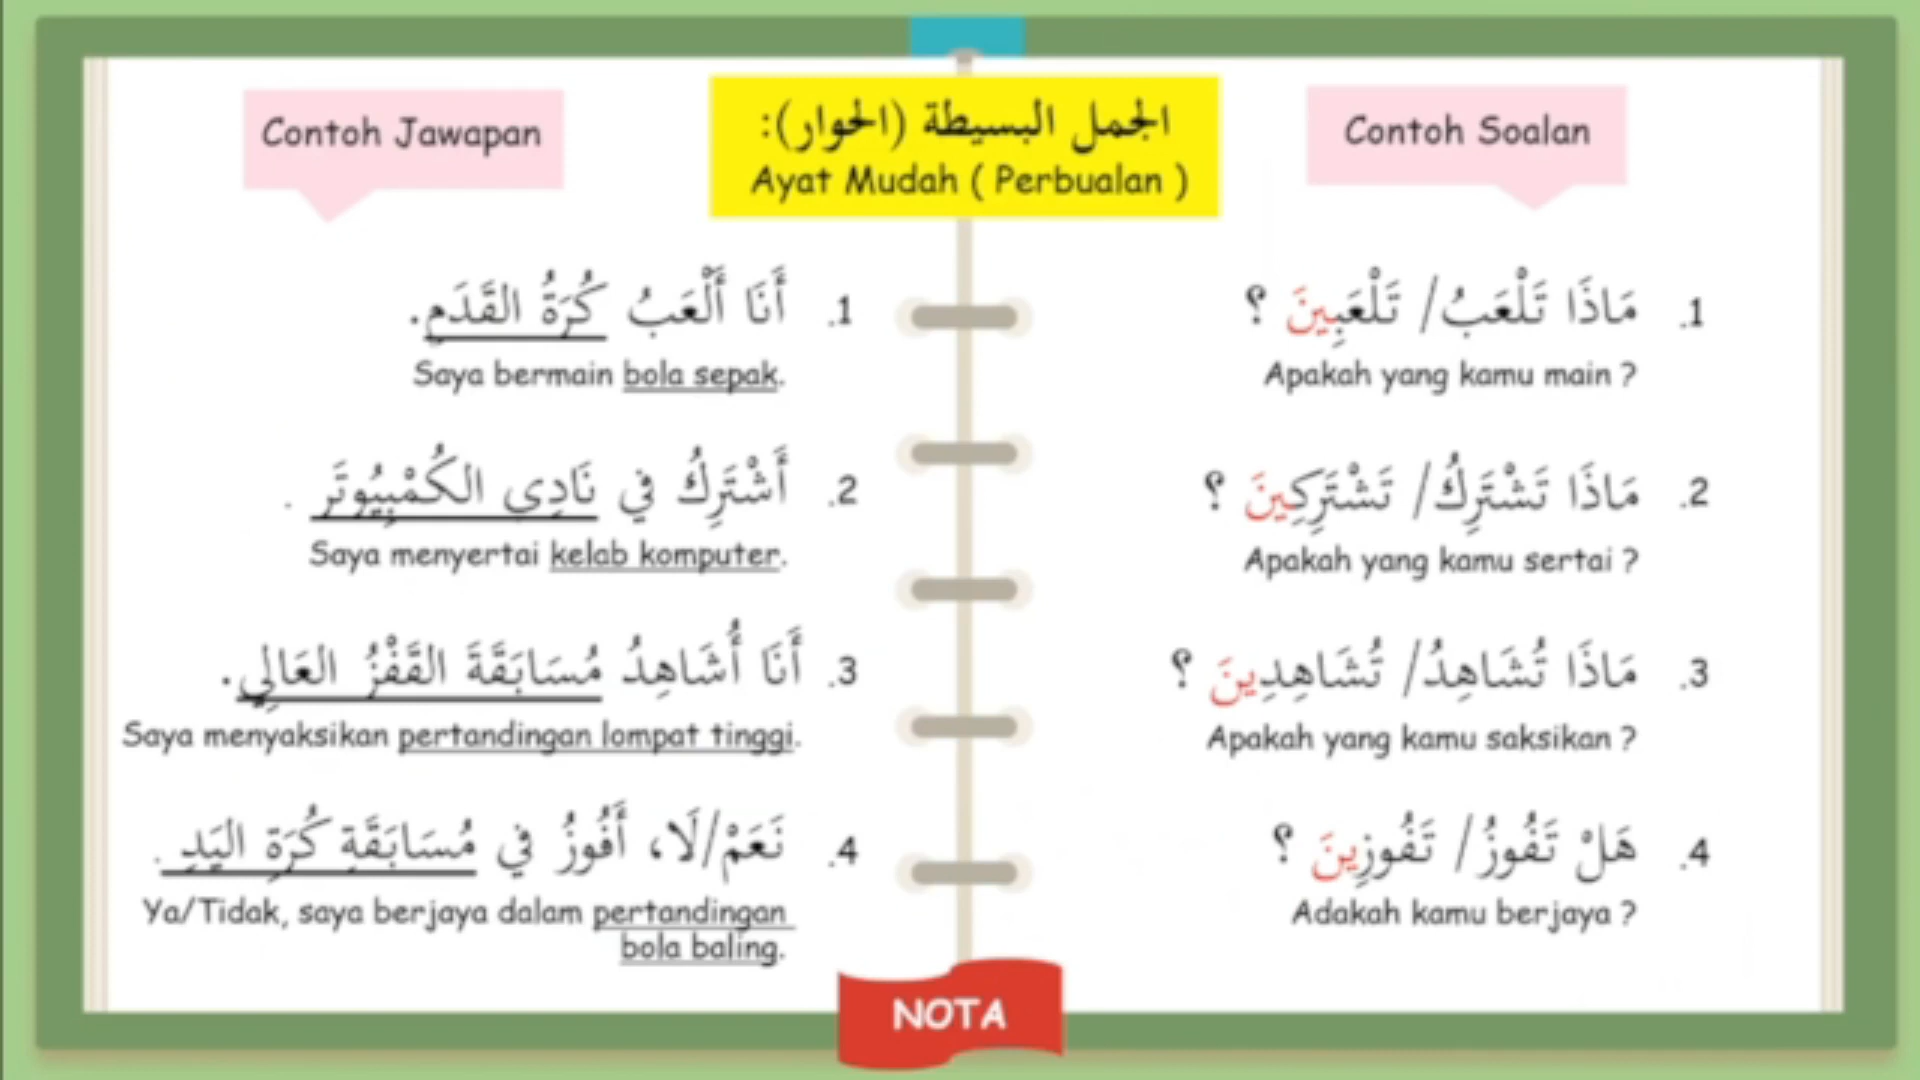 الجمل البسيطة (الحوار):
Ayat Mudah ( Perbualan )
Contoh Soalan
1. مَاذَا تَلْعَبُ/ تَلْعَبِينَ ؟
Apakah yang kamu main ?
2. مَاذَا تَشْتَرِكُ/ تَشْتَرِكِينَ ؟
Apakah yang kamu sertai ?
3. مَاذَا تُشَاهِدُ/ تُشَاهِدِينَ ؟
Apakah yang kamu saksikan ?
4. هَلْ تَفُوزُ/ تَفُوزِينَ ؟
Adakah kamu berjaya ?
Contoh Jawapan
1. أَنَا أَلْعَبُ كُرَةُ القَّدَمِ.
Saya bermain bola sepak.
2. أَشْتَرِكُ في نَادِي الكُمْبِيُوتَر .
Saya menyertai kelab komputer.
3. أَنَا أُشَاهِدُ مُسَابَقَّةَ القَّفْزُ العَالِي.
Saya menyaksikan pertandingan lompat tinggi.
4. نَعَمْ/لَا، أَفُوزُ في مُسَابَقَّةِ كُرَةِ اليَدِ .
Ya/Tidak, saya berjaya dalam pertandingan
bola baling.
NOTA